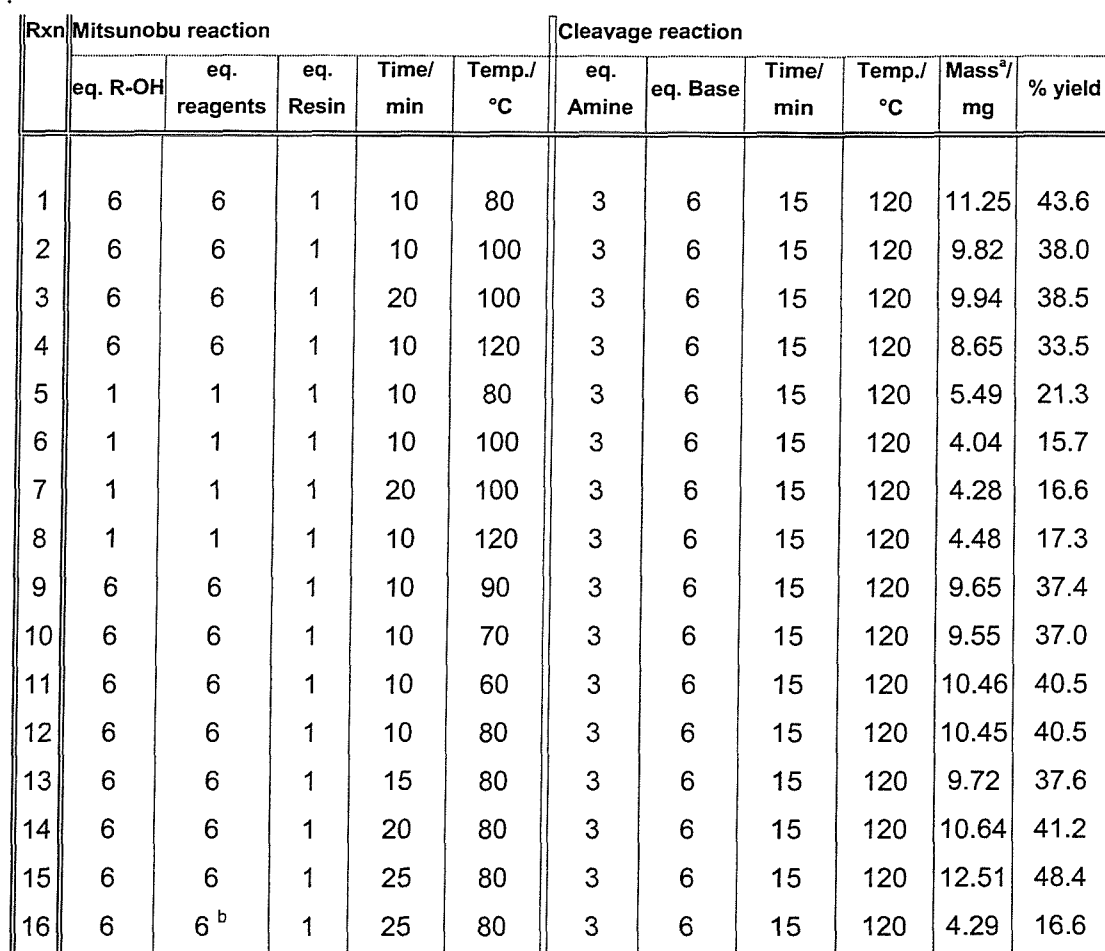 Rxn Mitsunobu reaction Cleavage reaction
eq. R-OH eq. reagents eq. Resin Time/ min Temp./ °C eq. Amine eq. Base Time/ min Temp./ °C Massᵃ/ mg % yield
1 6 6 1 10 80 3 6 15 120 11.25 43.6
2 6 6 1 10 100 3 6 15 120 9.82 38.0
3 6 6 1 20 100 3 6 15 120 9.94 38.5
4 6 6 1 10 120 3 6 15 120 8.65 33.5
5 1 1 1 10 80 3 6 15 120 5.49 21.3
6 1 1 1 10 100 3 6 15 120 4.04 15.7
7 1 1 1 20 100 3 6 15 120 4.28 16.6
8 1 1 1 10 120 3 6 15 120 4.48 17.3
9 6 6 1 10 90 3 6 15 120 9.65 37.4
10 6 6 1 10 70 3 6 15 120 9.55 37.0
11 6 6 1 10 60 3 6 15 120 10.46 40.5
12 6 6 1 10 80 3 6 15 120 10.45 40.5
13 6 6 1 15 80 3 6 15 120 9.72 37.6
14 6 6 1 20 80 3 6 15 120 10.64 41.2
15 6 6 1 25 80 3 6 15 120 12.51 48.4
16 6 6 ᵇ 1 25 80 3 6 15 120 4.29 16.6